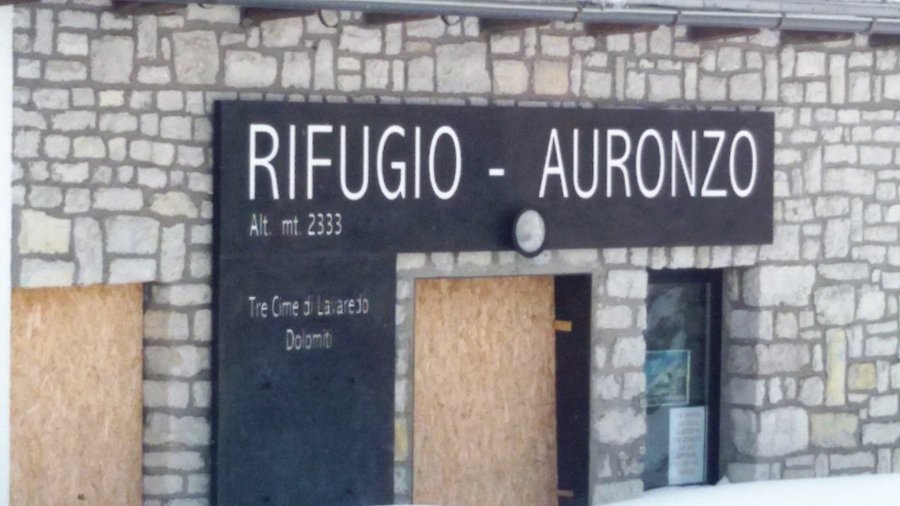 RIFUGIO - AURONZO
Alt. mt. 2333
Tre Cime di Lavaredo
Dolomiti